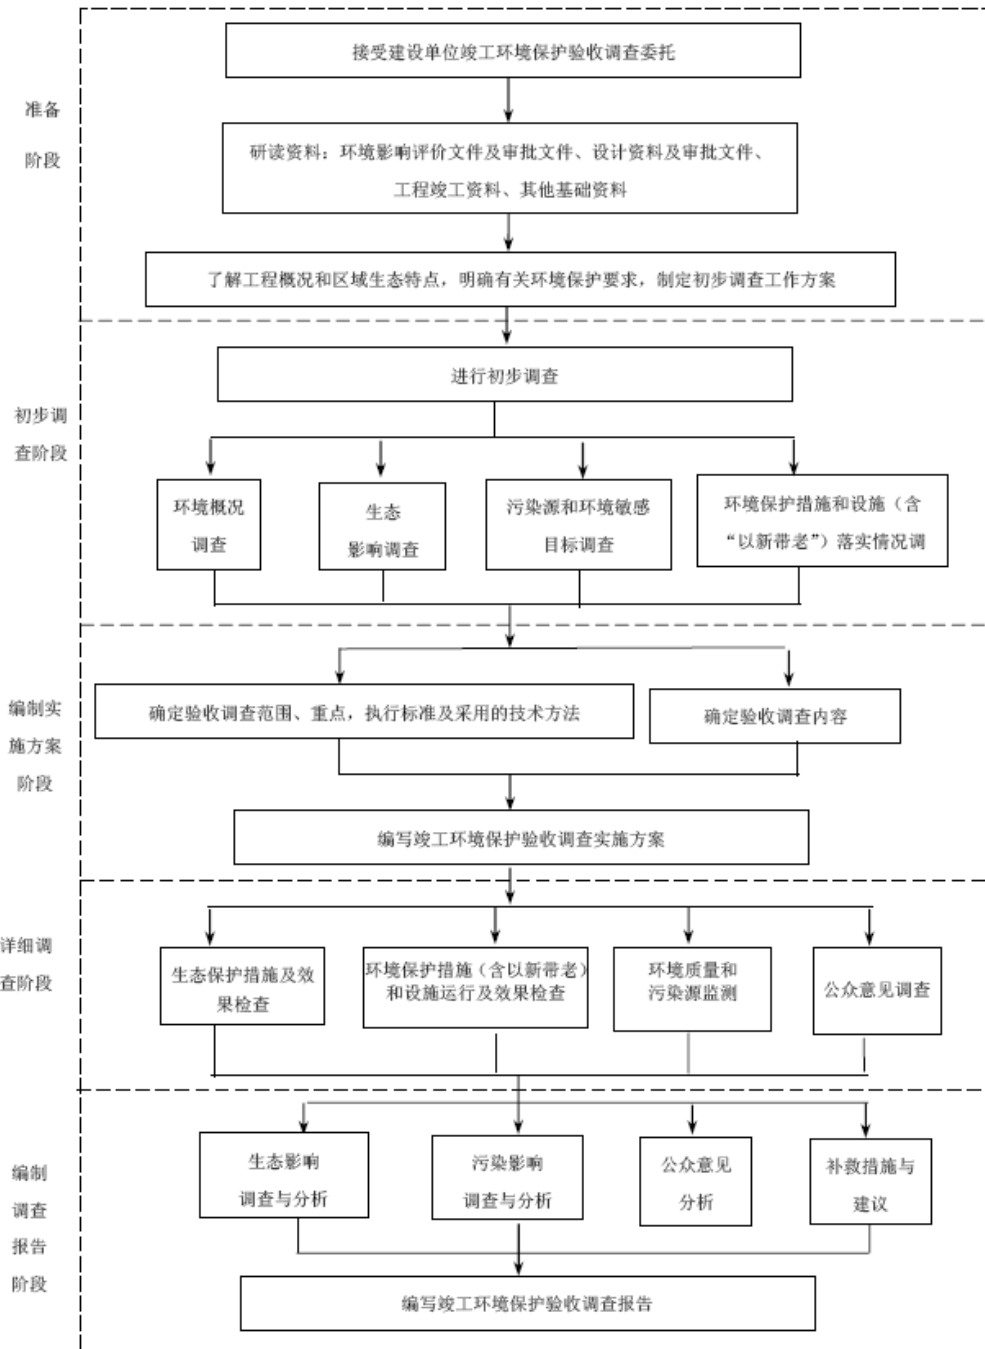 准备
阶段
接受建设单位竣工环境保护验收调查委托
研读资料：环境影响评价文件及审批文件、设计资料及审批文件、
工程竣工资料、其他基础资料
了解工程概况和区域生态特点，明确有关环境保护要求，制定初步调查工作方案
初步调
查阶段
进行初步调查
环境概况
调查
生态
影响调查
污染源和环境敏感
目标调查
环境保护措施和设施（含
“以新带老”）落实情况调
编制实
施方案
阶段
确定验收调查范围、重点，执行标准及采用的技术方法
确定验收调查内容
编写竣工环境保护验收调查实施方案
详细调
查阶段
生态保护措施及效
果检查
环境保护措施（含以新带老）
和设施运行及效果检查
环境质量和
污染源监测
公众意见调查
编制
调查
报告
阶段
生态影响
调查与分析
污染影响
调查与分析
公众意见
分析
补救措施与
建议
编写竣工环境保护验收调查报告